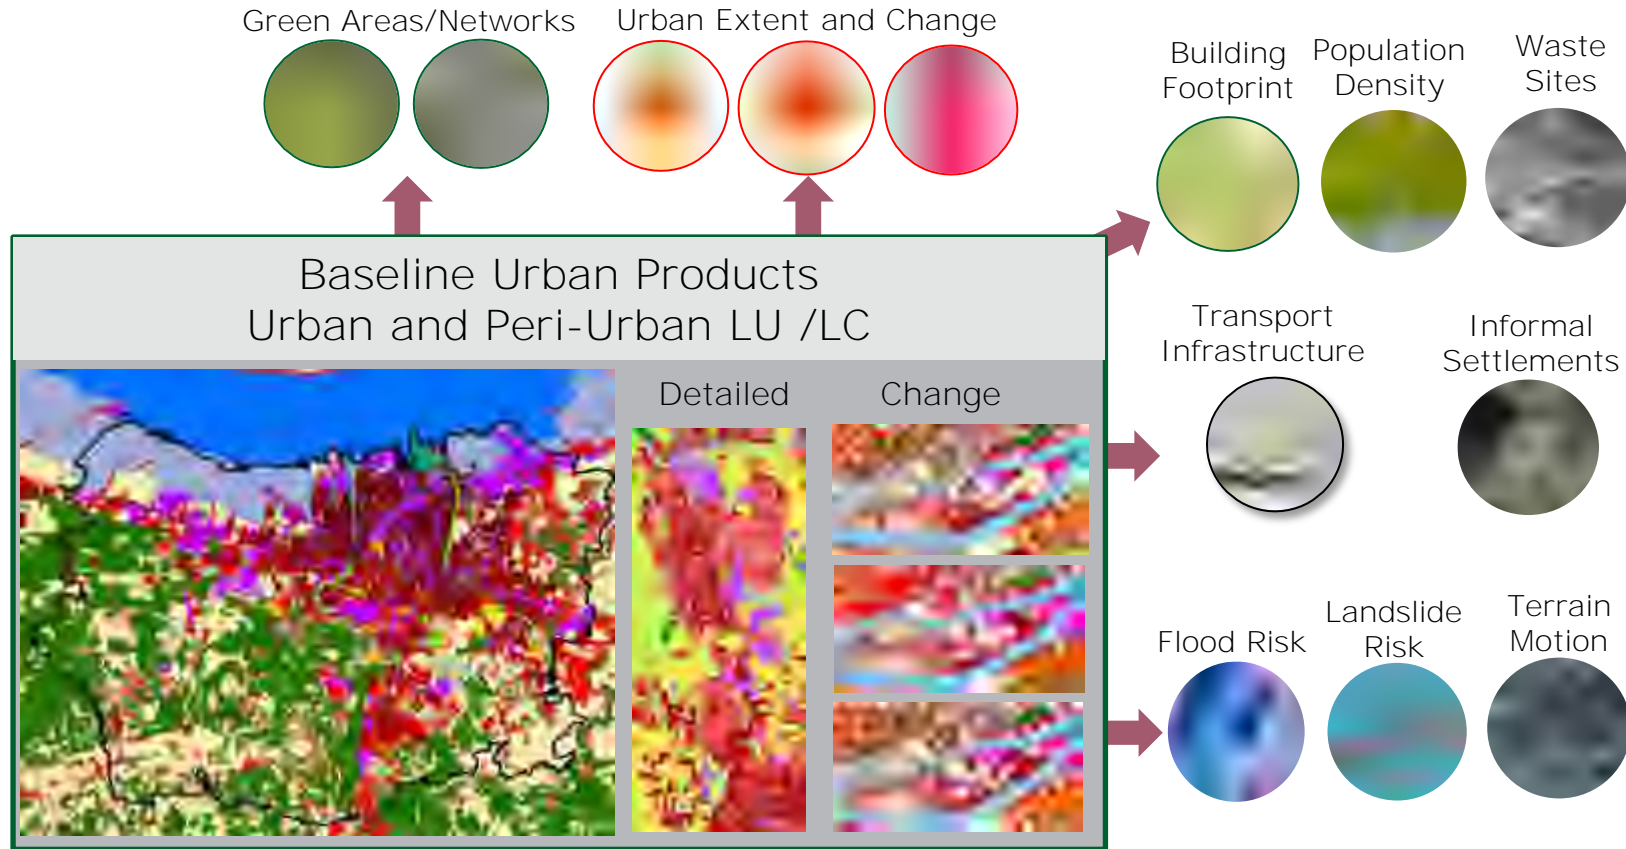 Green Areas/Networks
Urban Extent and Change
Building
Footprint
Population
Density
Waste
Sites
Baseline Urban Products
Urban and Peri-Urban LU /LC
Detailed
Change
Transport
Infrastructure
Informal
Settlements
Flood Risk
Landslide
Risk
Terrain
Motion